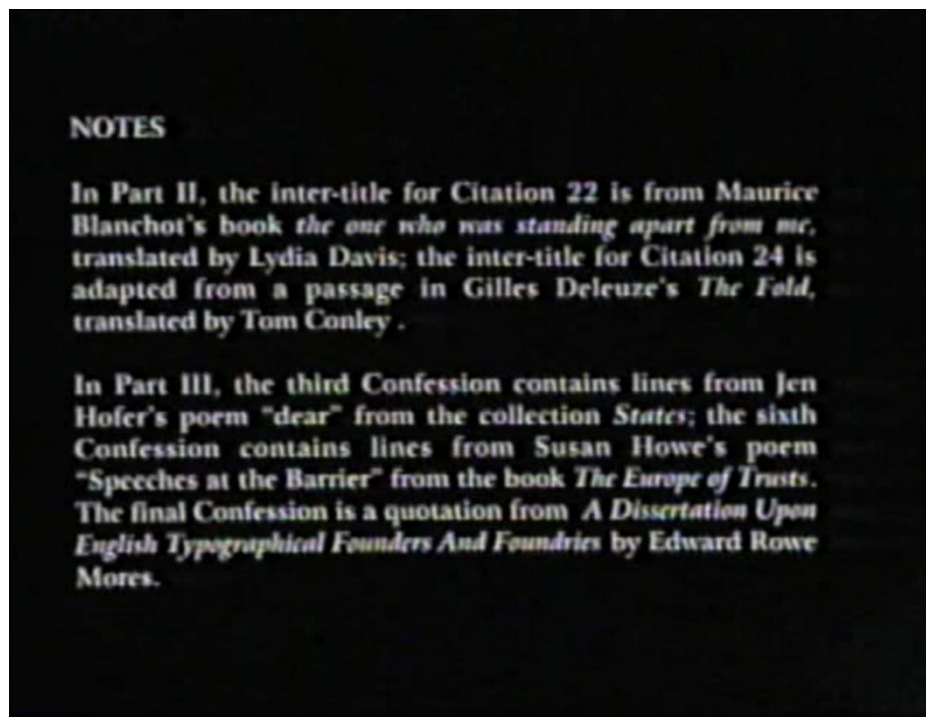 NOTES
In Part II, the inter-title for Citation 22 is from Maurice
Blanchot's book the one who was standing apart from me,
translated by Lydia Davis; the inter-title for Citation 24 is
adapted from a passage in Gilles Deleuze's The Fold,
translated by Tom Conley .
In Part III, the third Confession contains lines from Jen
Hofer's poem "dear" from the collection States; the sixth
Confession contains lines from Susan Howe's poem
"Speeches at the Barrier" from the book The Europe of Trusts.
The final Confession is a quotation from A Dissertation Upon
English Typographical Founders And Foundries by Edward Rowe
Mores.